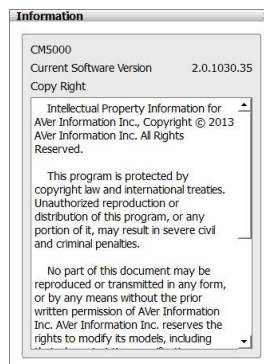 Information
CM5000
Current Software Version 2.0.1030.35
Copy Right
Intellectual Property Information for
AVer Information Inc., Copyright © 2013
AVer Information Inc. All Rights
Reserved.
This program is protected by
copyright law and international treaties.
Unauthorized reproduction or
distribution of this program, or any
portion of it, may result in severe civil
and criminal penalties.
No part of this document may be
reproduced or transmitted in any form,
or by any means without the prior
written permission of AVer Information
Inc. AVer Information Inc. reserves the
rights to modify its models, including